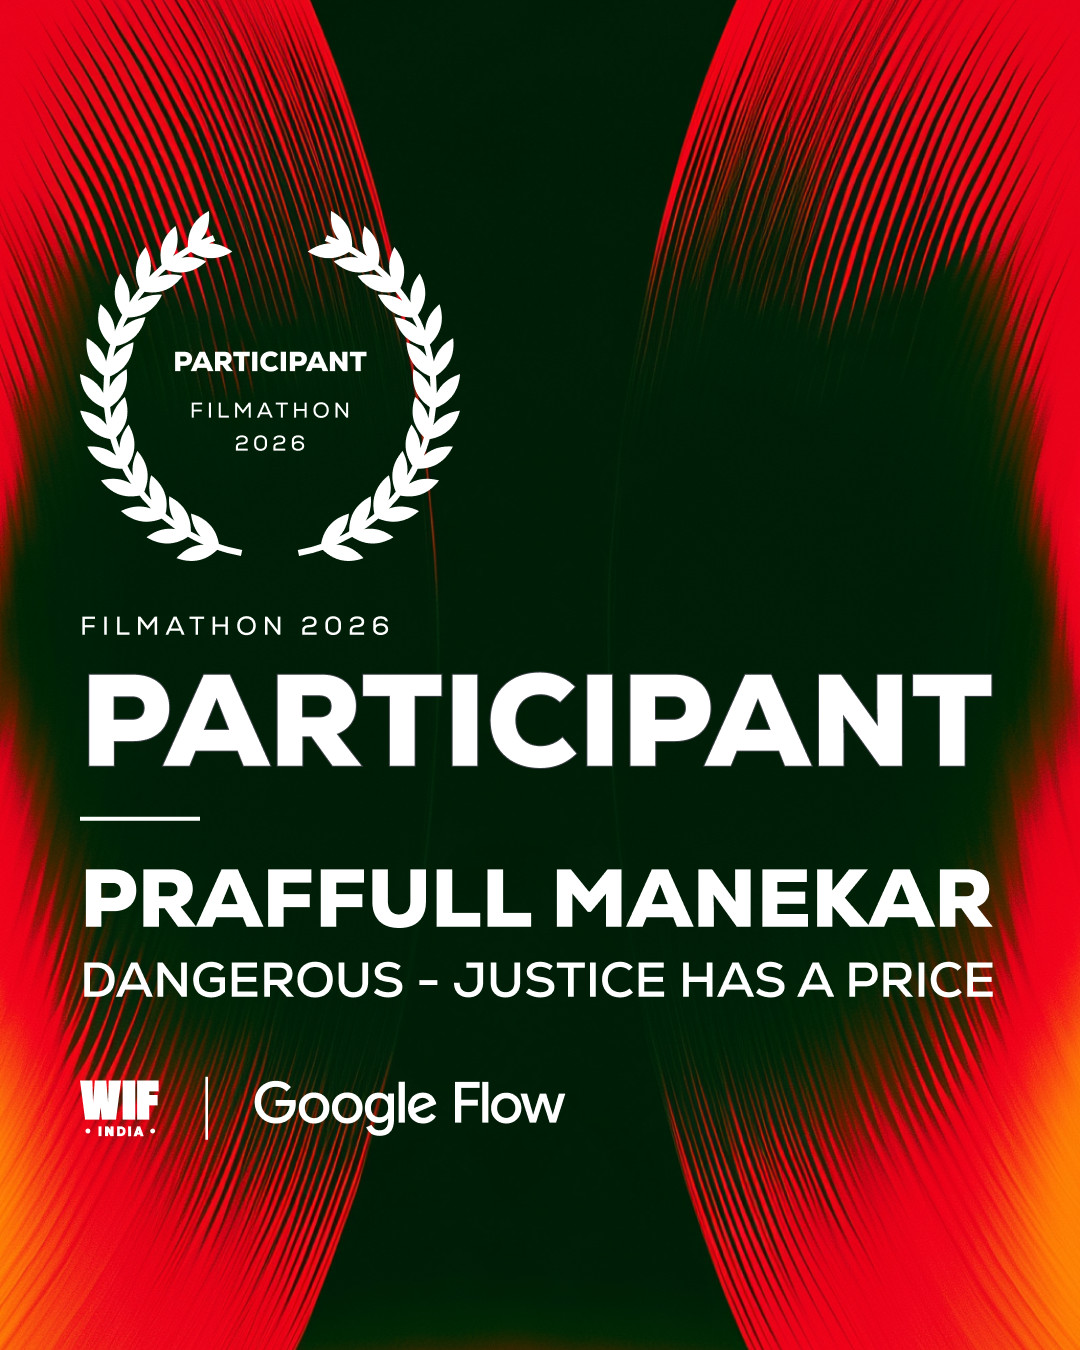 PARTICIPANT
FILMATHON
2026
FILMATHON 2026
PARTICIPANT
PRAFFULL MANEKAR
DANGEROUS - JUSTICE HAS A PRICE
WIF
• INDIA •
Google Flow